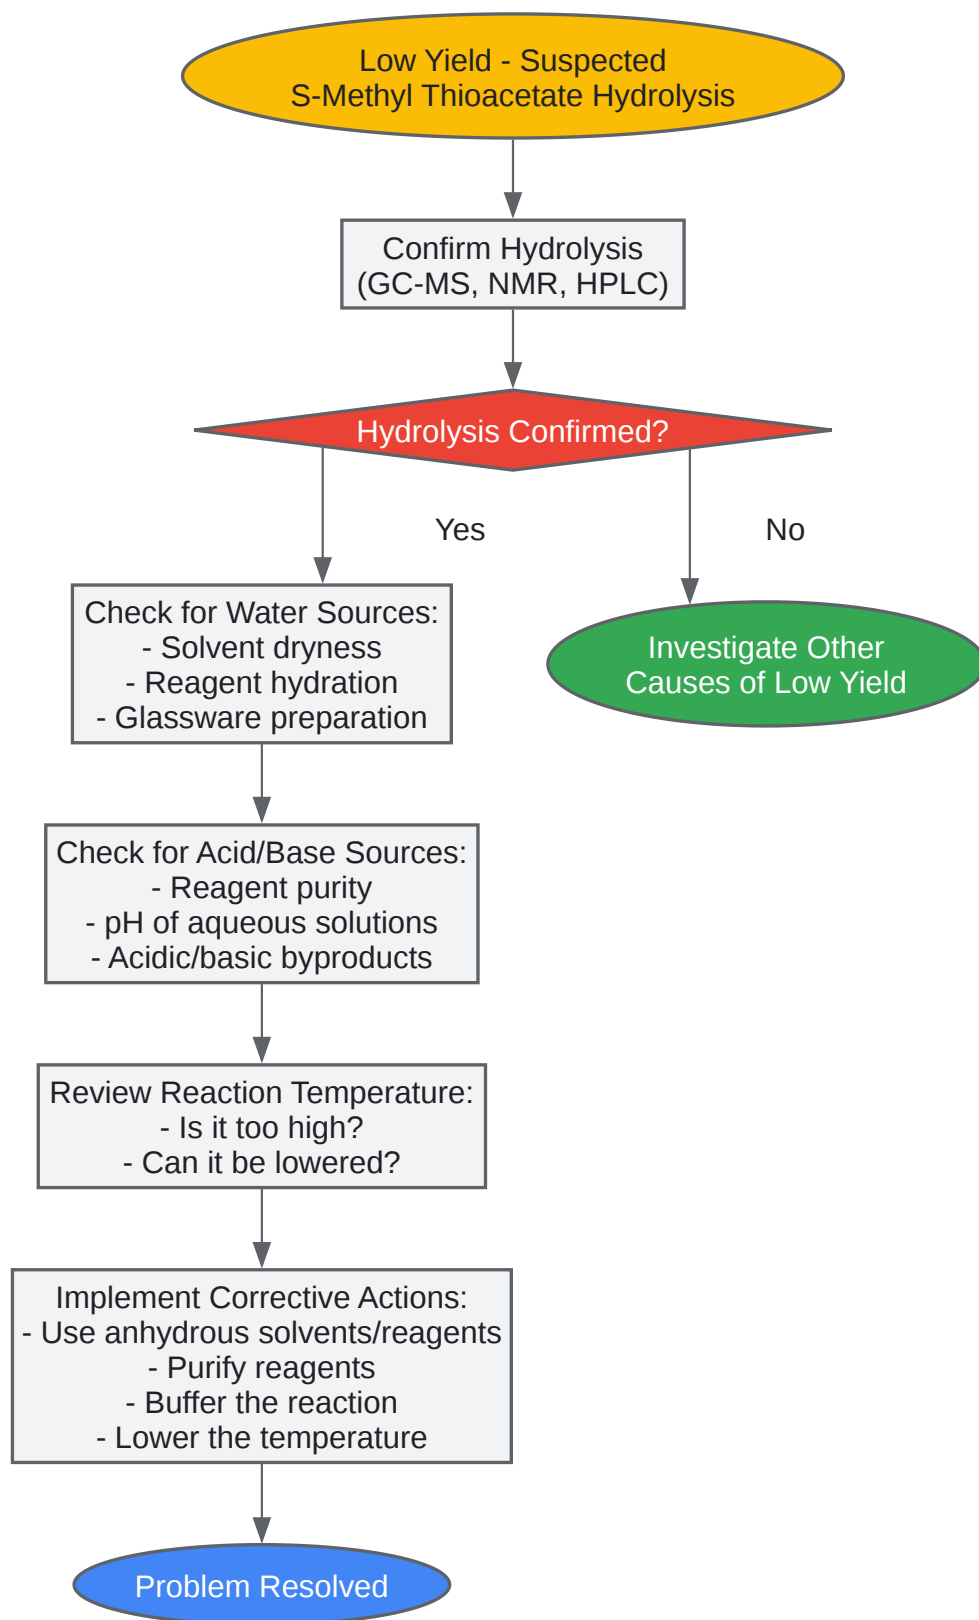 Low Yield - Suspected
S-Methyl Thioacetate Hydrolysis
Confirm Hydrolysis
(GC-MS, NMR, HPLC)
Hydrolysis Confirmed?
Yes
No
Check for Water Sources:
- Solvent dryness
- Reagent hydration
- Glassware preparation
Investigate Other
Causes of Low Yield
Check for Acid/Base Sources:
- Reagent purity
- pH of aqueous solutions
- Acidic/basic byproducts
Review Reaction Temperature:
- Is it too high?
- Can it be lowered?
Implement Corrective Actions:
- Use anhydrous solvents/reagents
- Purify reagents
- Buffer the reaction
- Lower the temperature
Problem Resolved